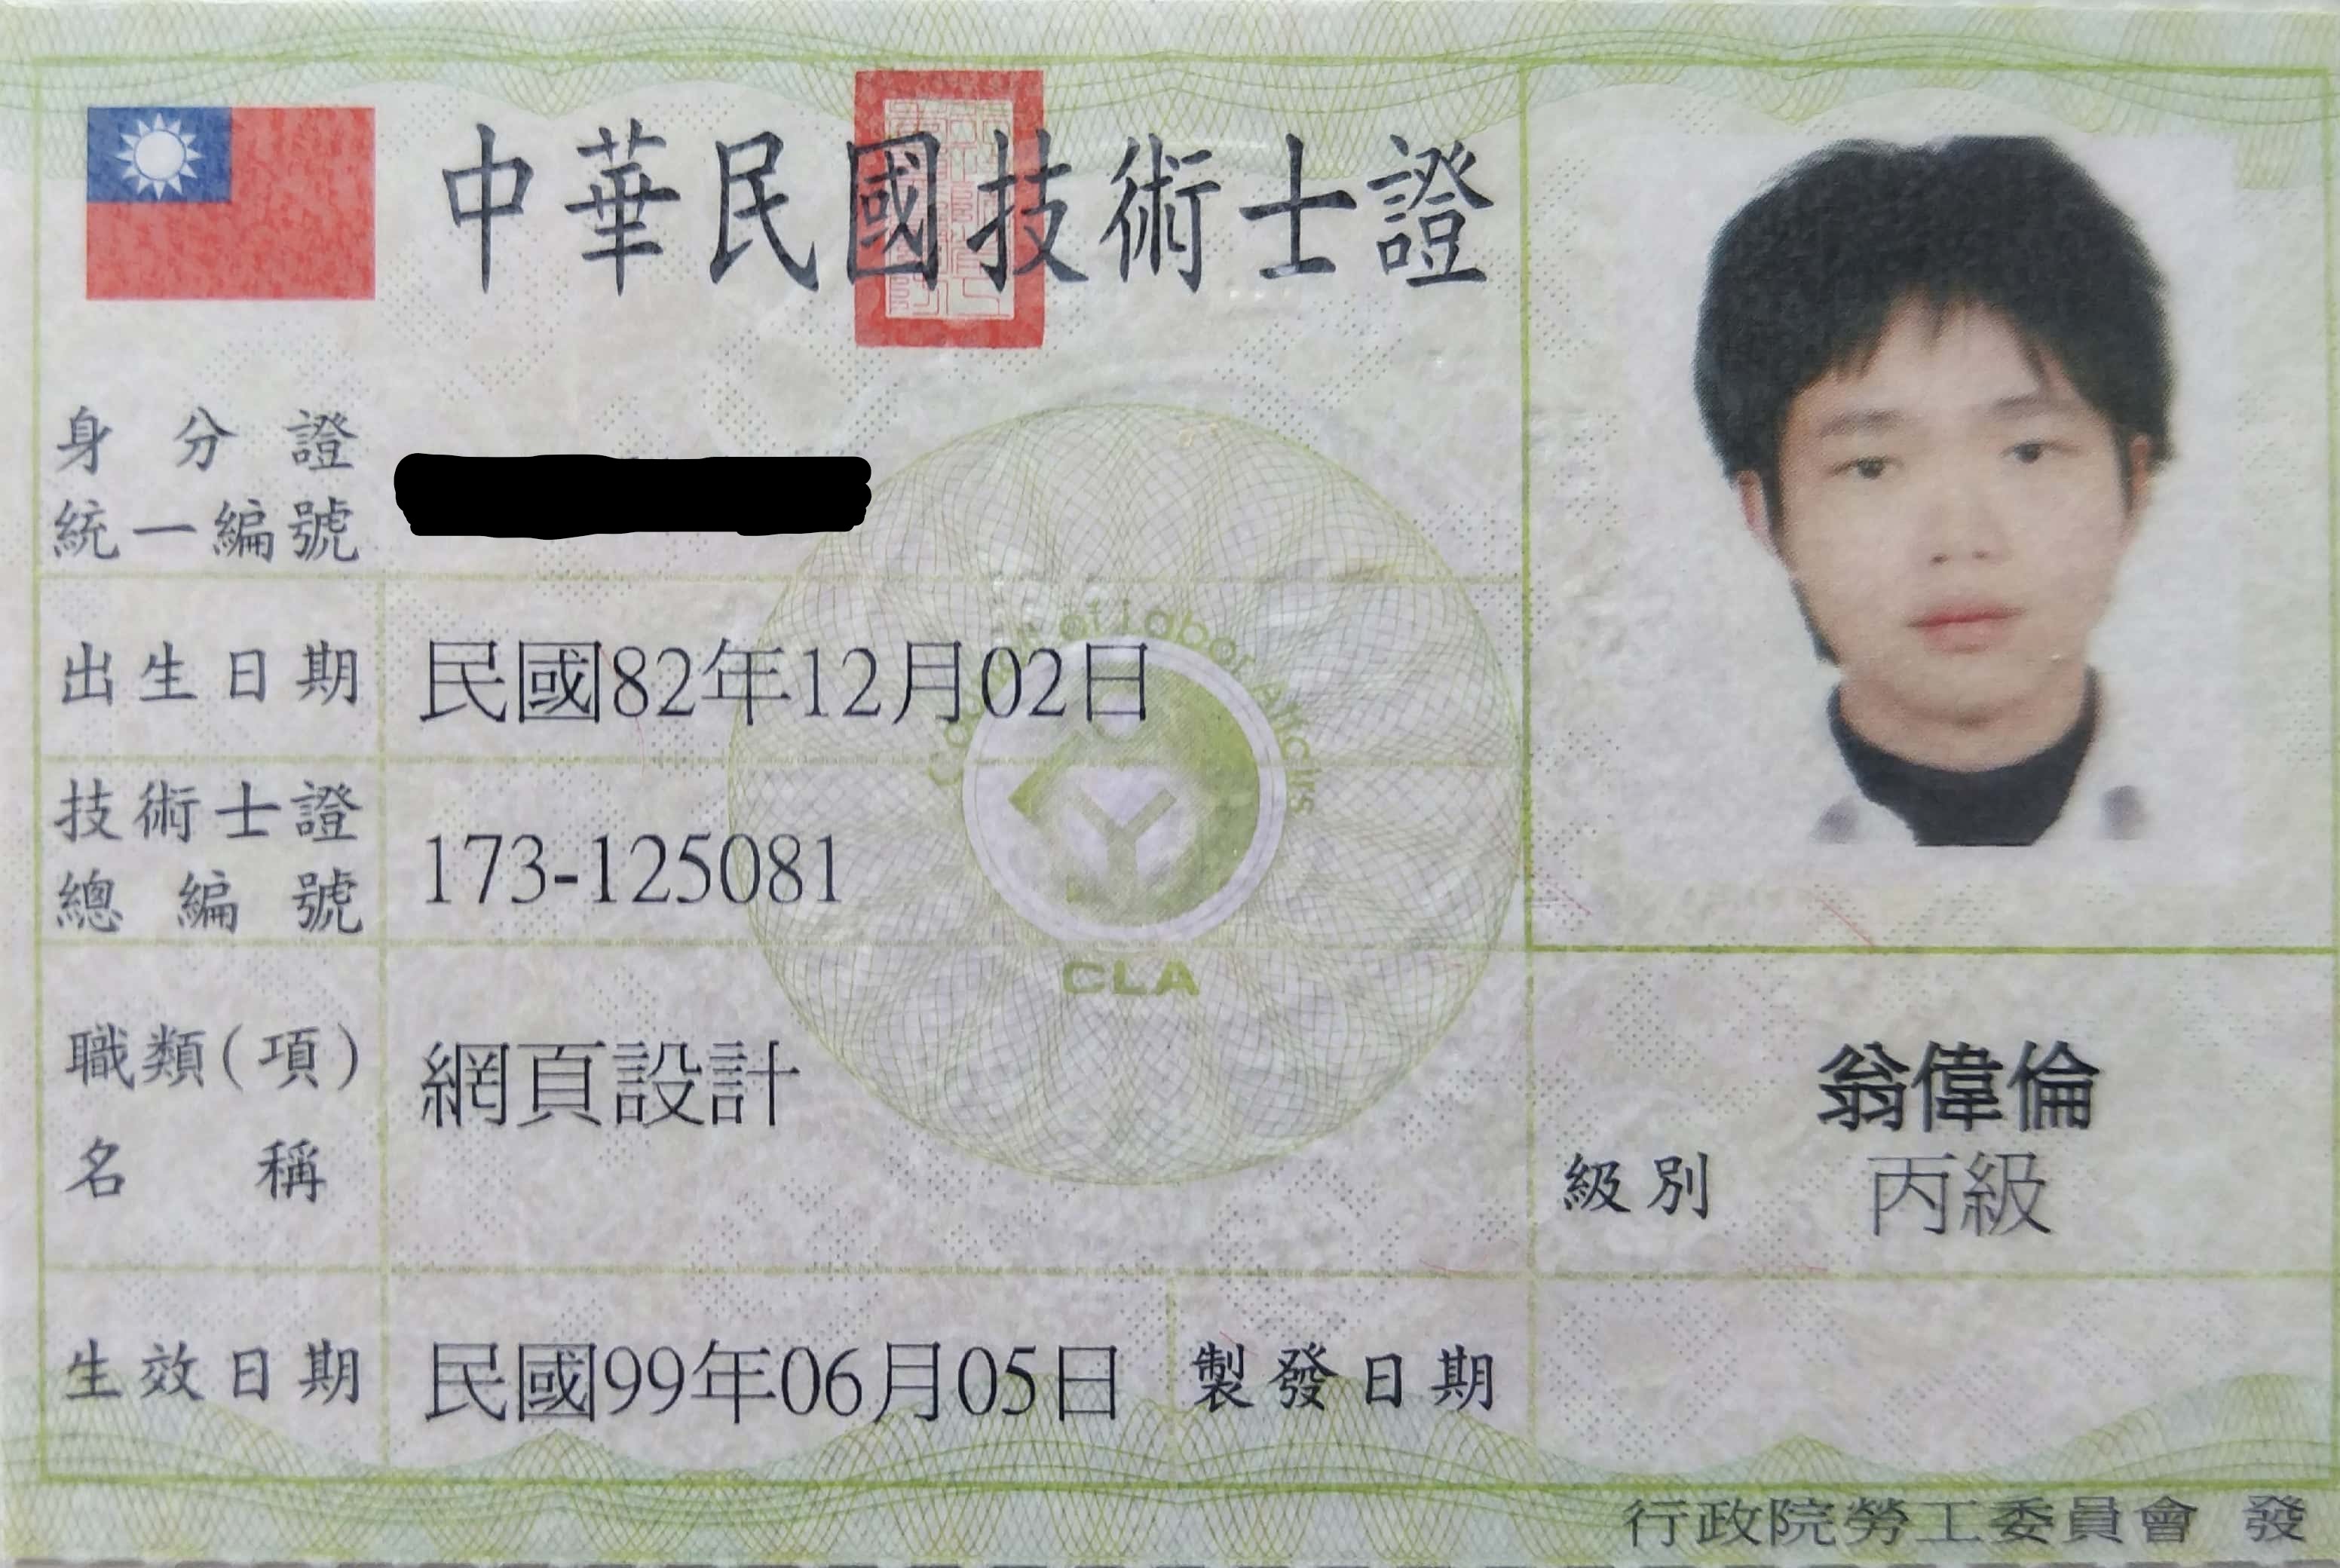 中華民國技術士證
身分證
統一編號
出生日期 民國82年12月02日
Council of Labor Affairs
CLA
技術士證
總編號 173-125081
職類(項)
名稱 網頁設計
翁偉倫
級別 丙級
生效日期 民國99年06月05日 製發日期
行政院勞工委員會 發